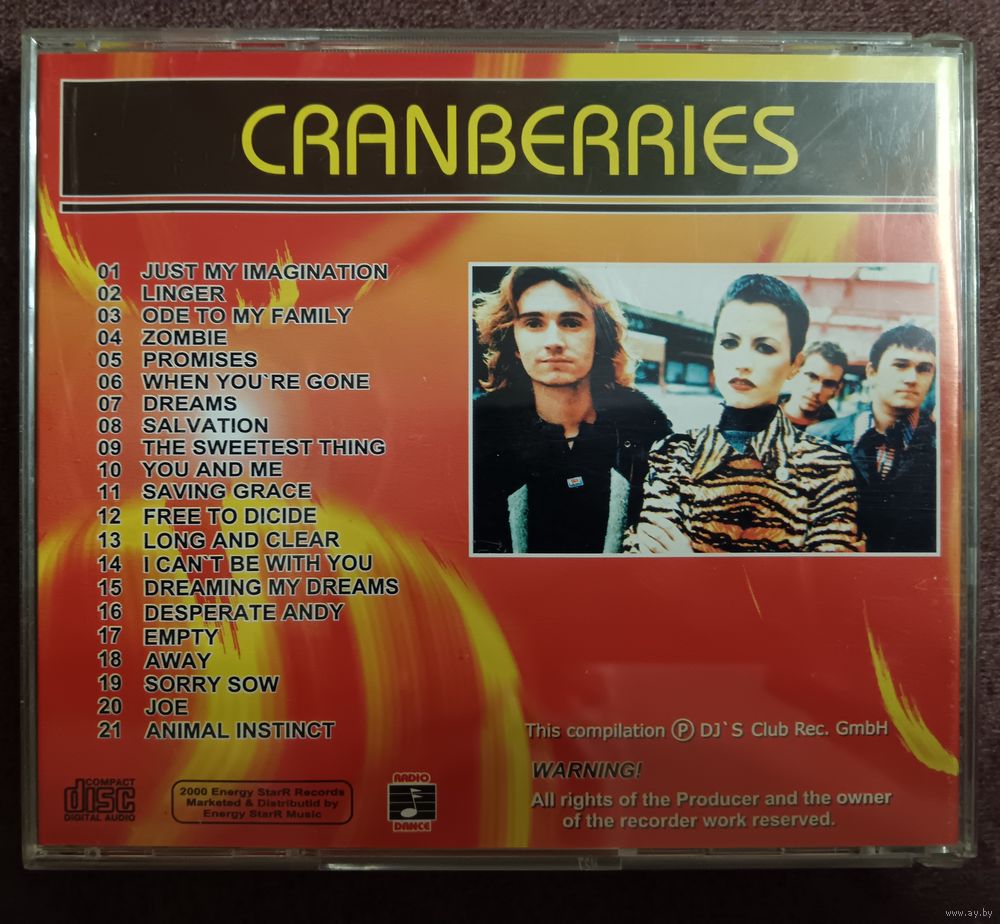 CRANBERRIES
01 JUST MY IMAGINATION
02 LINGER
03 ODE TO MY FAMILY
04 ZOMBIE
05 PROMISES
06 WHEN YOU`RE GONE
07 DREAMS
08 SALVATION
09 THE SWEETEST THING
10 YOU AND ME
11 SAVING GRACE
12 FREE TO DICIDE
13 LONG AND CLEAR
14 I CAN`T BE WITH YOU
15 DREAMING MY DREAMS
16 DESPERATE ANDY
17 EMPTY
18 AWAY
19 SORRY SOW
20 JOE
21 ANIMAL INSTINCT
This compilation Ⓟ DJ`S Club Rec. GmbH
WARNING!
All rights of the Producer and the owner
of the recorder work reserved.
COMPACT
disc
DIGITAL AUDIO
2000 Energy StarR Records
Marketed & Distributid by
Energy StarR Music
RADIO
DANCE
www.ay.by